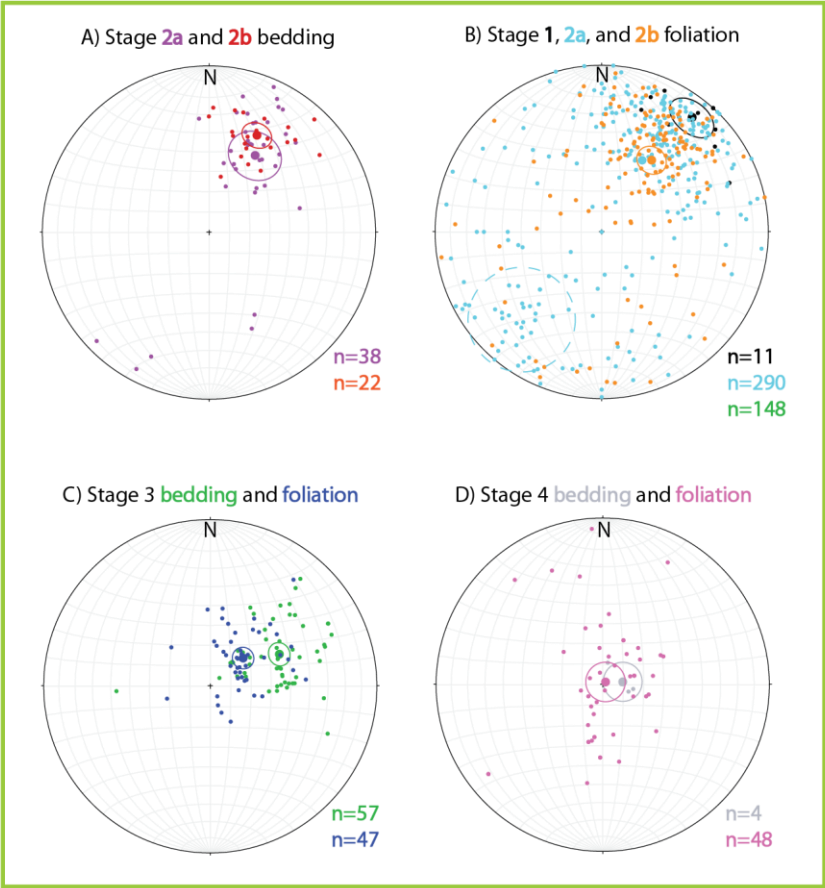 A) Stage 2a and 2b bedding
N
n=38
n=22
B) Stage 1, 2a, and 2b foliation
N
n=11
n=290
n=148
C) Stage 3 bedding and foliation
N
n=57
n=47
D) Stage 4 bedding and foliation
N
n=4
n=48